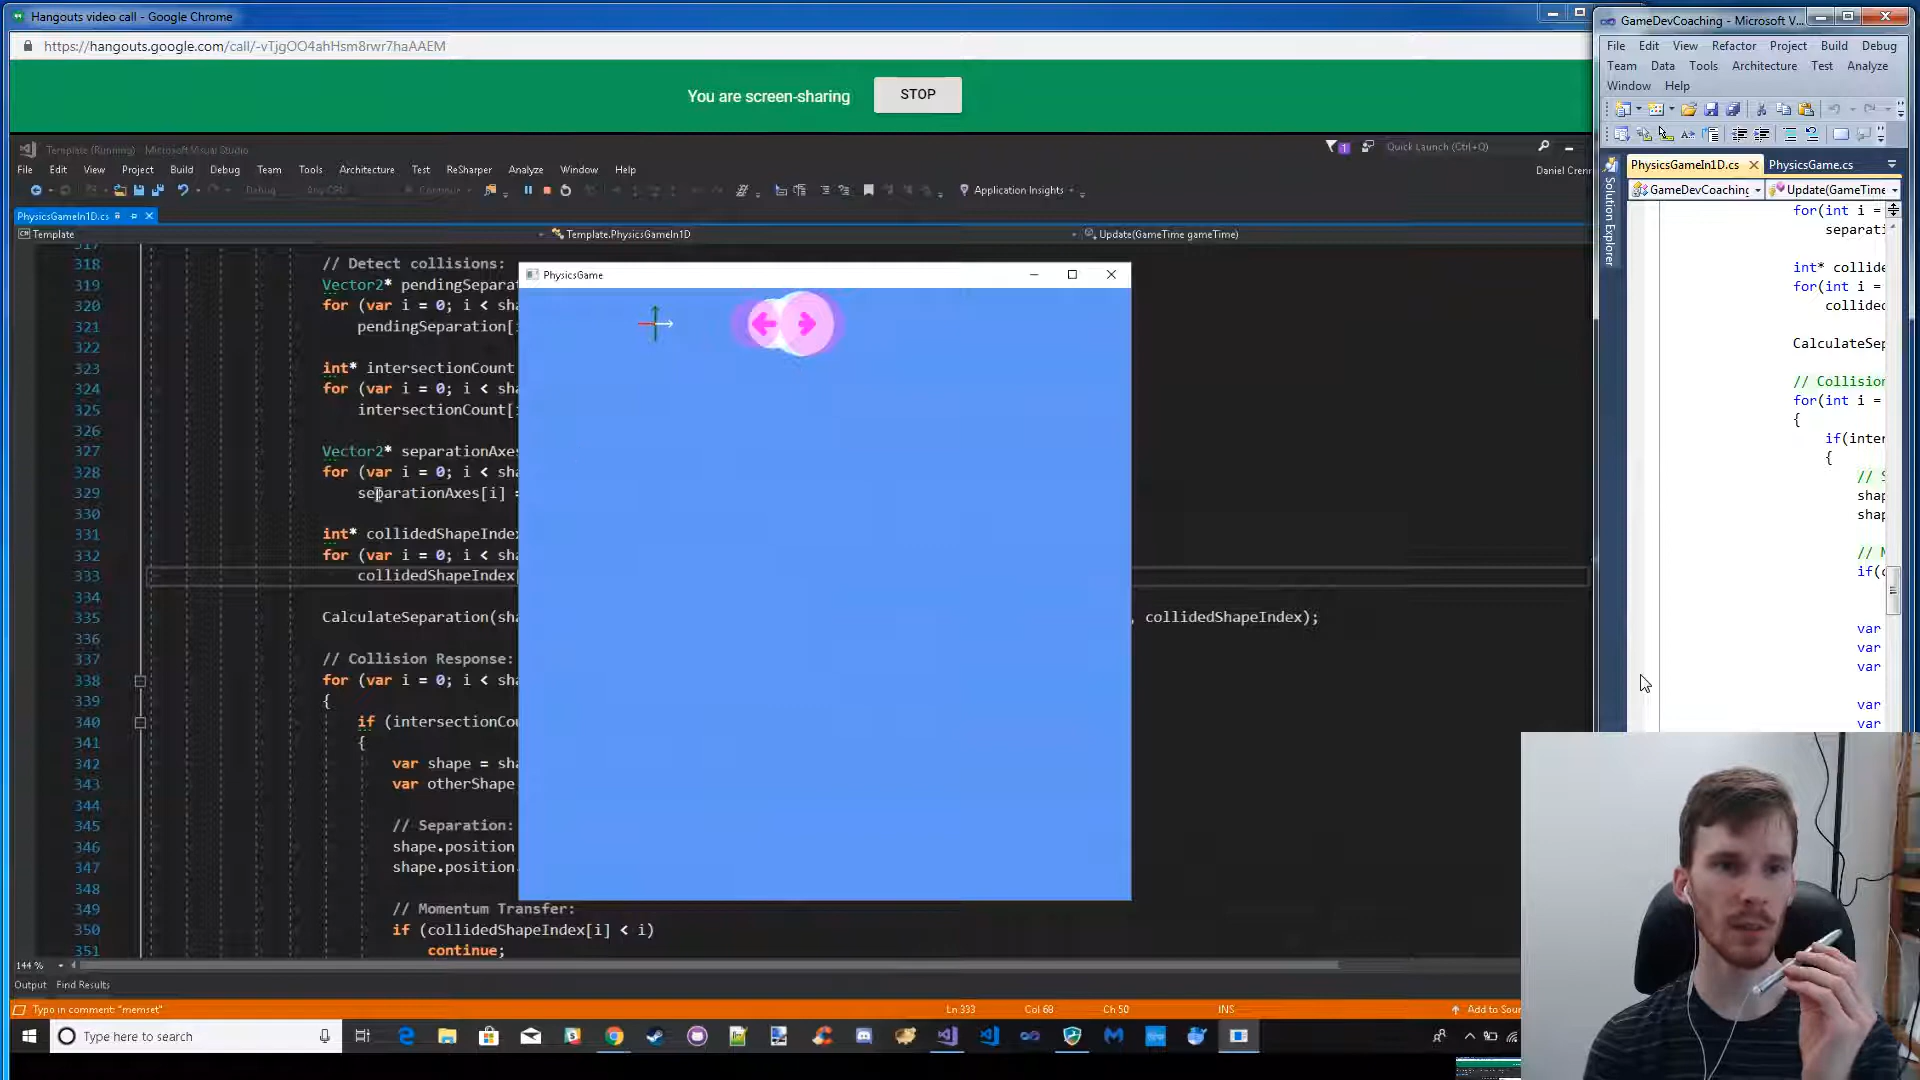 Hangouts video call - Google Chrome
https://hangouts.google.com/call/-vTjgOO4ahHsm8rwr7haAAEM
You are screen-sharing STOP
Template (Running) - Microsoft Visual Studio
Quick Launch (Ctrl+Q)
File Edit View Project Build Debug Team Tools Architecture Test ReSharper Analyze Window Help
Debug Any CPU Continue Application Insights
PhysicsGameIn1D.cs
Template Template.PhysicsGameIn1D Update(GameTime gameTime)
317
318 // Detect collisions:
319 Vector2* pendingSepara
320 for (var i = 0; i < sha
321 pendingSeparation[
322
323 int* intersectionCount
324 for (var i = 0; i < sha
325 intersectionCount[
326
327 Vector2* separationAxes
328 for (var i = 0; i < sha
329 separationAxes[i] =
330
331 int* collidedShapeIndex
332 for (var i = 0; i < sha
333 collidedShapeIndex[
334
335 CalculateSeparation(sha , collidedShapeIndex);
336
337 // Collision Response:
338 for (var i = 0; i < sha
339 {
340 if (intersectionCou
341 {
342 var shape = sha
343 var otherShape
344
345 // Separation:
346 shape.position
347 shape.position.
348
349 // Momentum Transfer:
350 if (collidedShapeIndex[i] < i)
351 continue;
144 %
Output Find Results
Typo in comment: "memset" Ln 333 Col 68 Ch 50 INS Add to Sour
Type here to search
PhysicsGame
GameDevCoaching - Microsoft V...
File Edit View Refactor Project Build Debug
Team Data Tools Architecture Test Analyze
Window Help
PhysicsGameIn1D.cs PhysicsGame.cs
GameDevCoaching Update(GameTime
Solution Explorer
for(int i =
separati
int* collide
for(int i =
collidec
CalculateSep
// Collision
for(int i =
{
if(inter
{
// S
shap
shap
// M
if(c
var
var
var
var
var